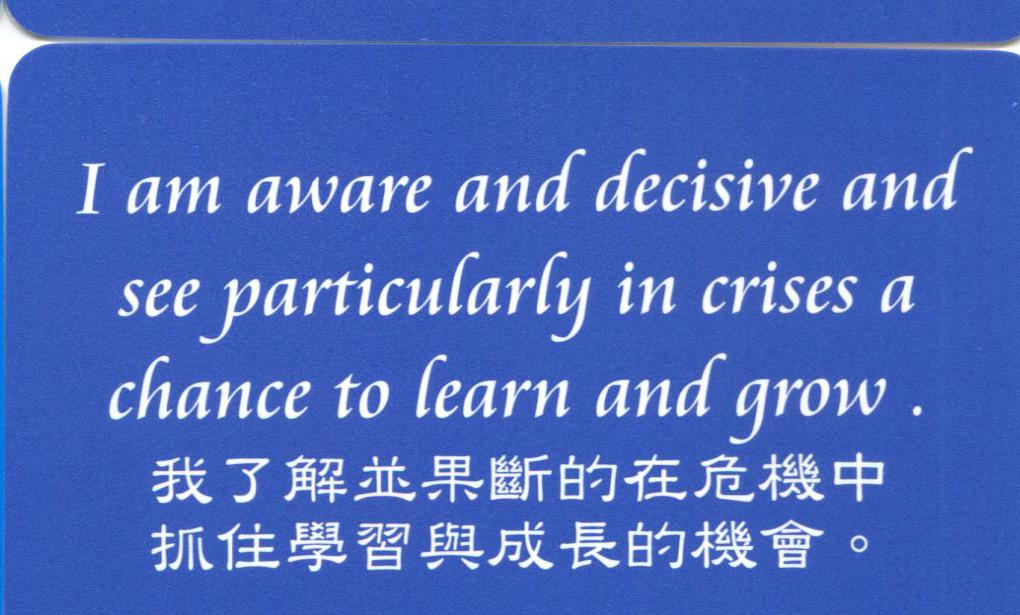 I am aware and decisive and
see particularly in crises a
chance to learn and grow .
我了解並果斷的在危機中
抓住學習與成長的機會。